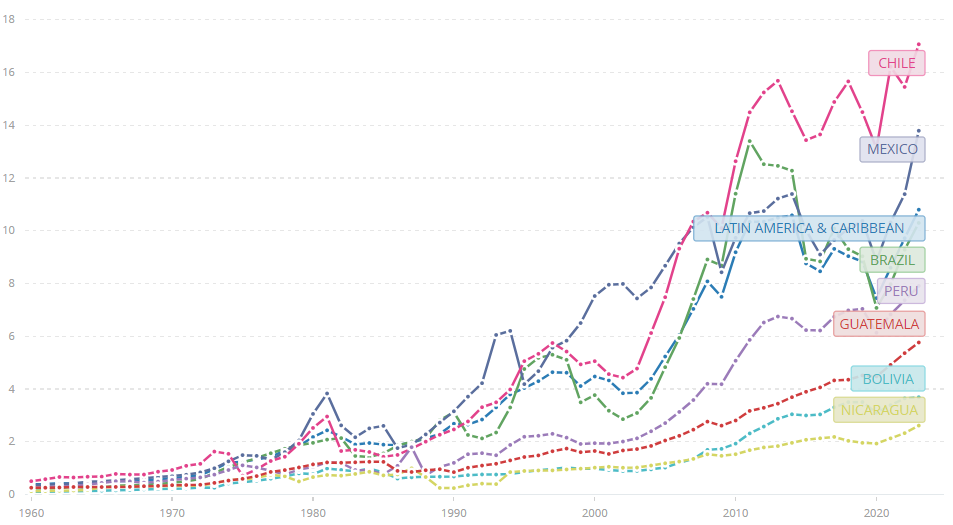 18
16
CHILE
14
MEXICO
12
10
LATIN AMERICA & CARIBBEAN
BRAZIL
8
PERU
GUATEMALA
6
BOLIVIA
4
NICARAGUA
2
0
1960 1970 1980 1990 2000 2010 2020